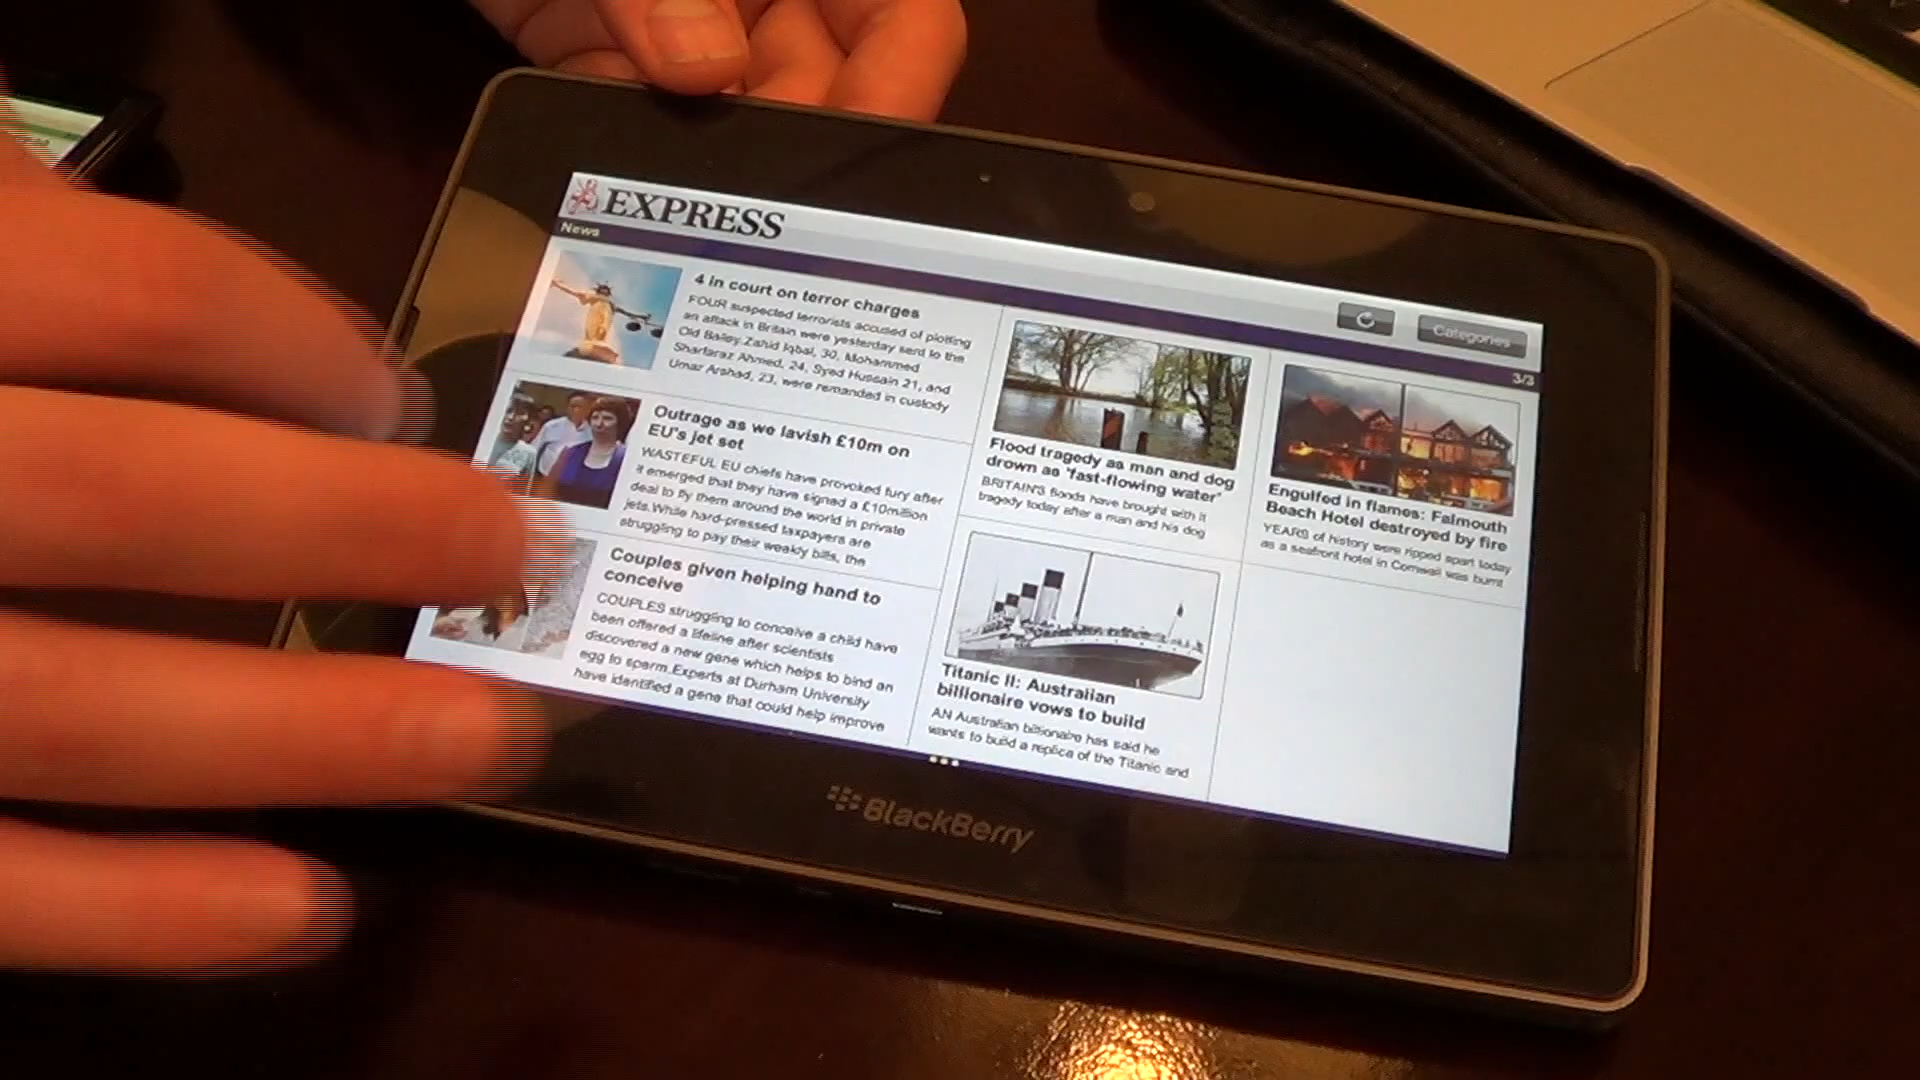 EXPRESS
News
Categories
3/3
4 in court on terror charges
FOUR suspected terrorists accused of plotting
an attack in Britain were yesterday sent to the
Old Bailey.Zahid Iqbal, 30, Mohammed
Sharfaraz Ahmed, 24, Syed Hussain 21, and
Umar Arshad, 23, were remanded in custody
Outrage as we lavish £10m on
EU's jet set
WASTEFUL EU chiefs have provoked fury after
it emerged that they have signed a £10million
deal to fly them around the world in private
jets.While hard-pressed taxpayers are
struggling to pay their weekly bills, the
Couples given helping hand to
conceive
COUPLES struggling to conceive a child have
been offered a lifeline after scientists
discovered a new gene which helps to bind an
egg to sperm.Experts at Durham University
have identified a gene that could help improve
Flood tragedy as man and dog
drown as 'fast-flowing water'
BRITAIN'S floods have brought with it
tragedy today after a man and his dog
Titanic II: Australian
billionaire vows to build
AN Australian billionaire has said he
wants to build a replica of the Titanic and
Engulfed in flames: Falmouth
Beach Hotel destroyed by fire
YEARS of history were ripped apart today
as a seafront hotel in Cornwall was burnt
BlackBerry